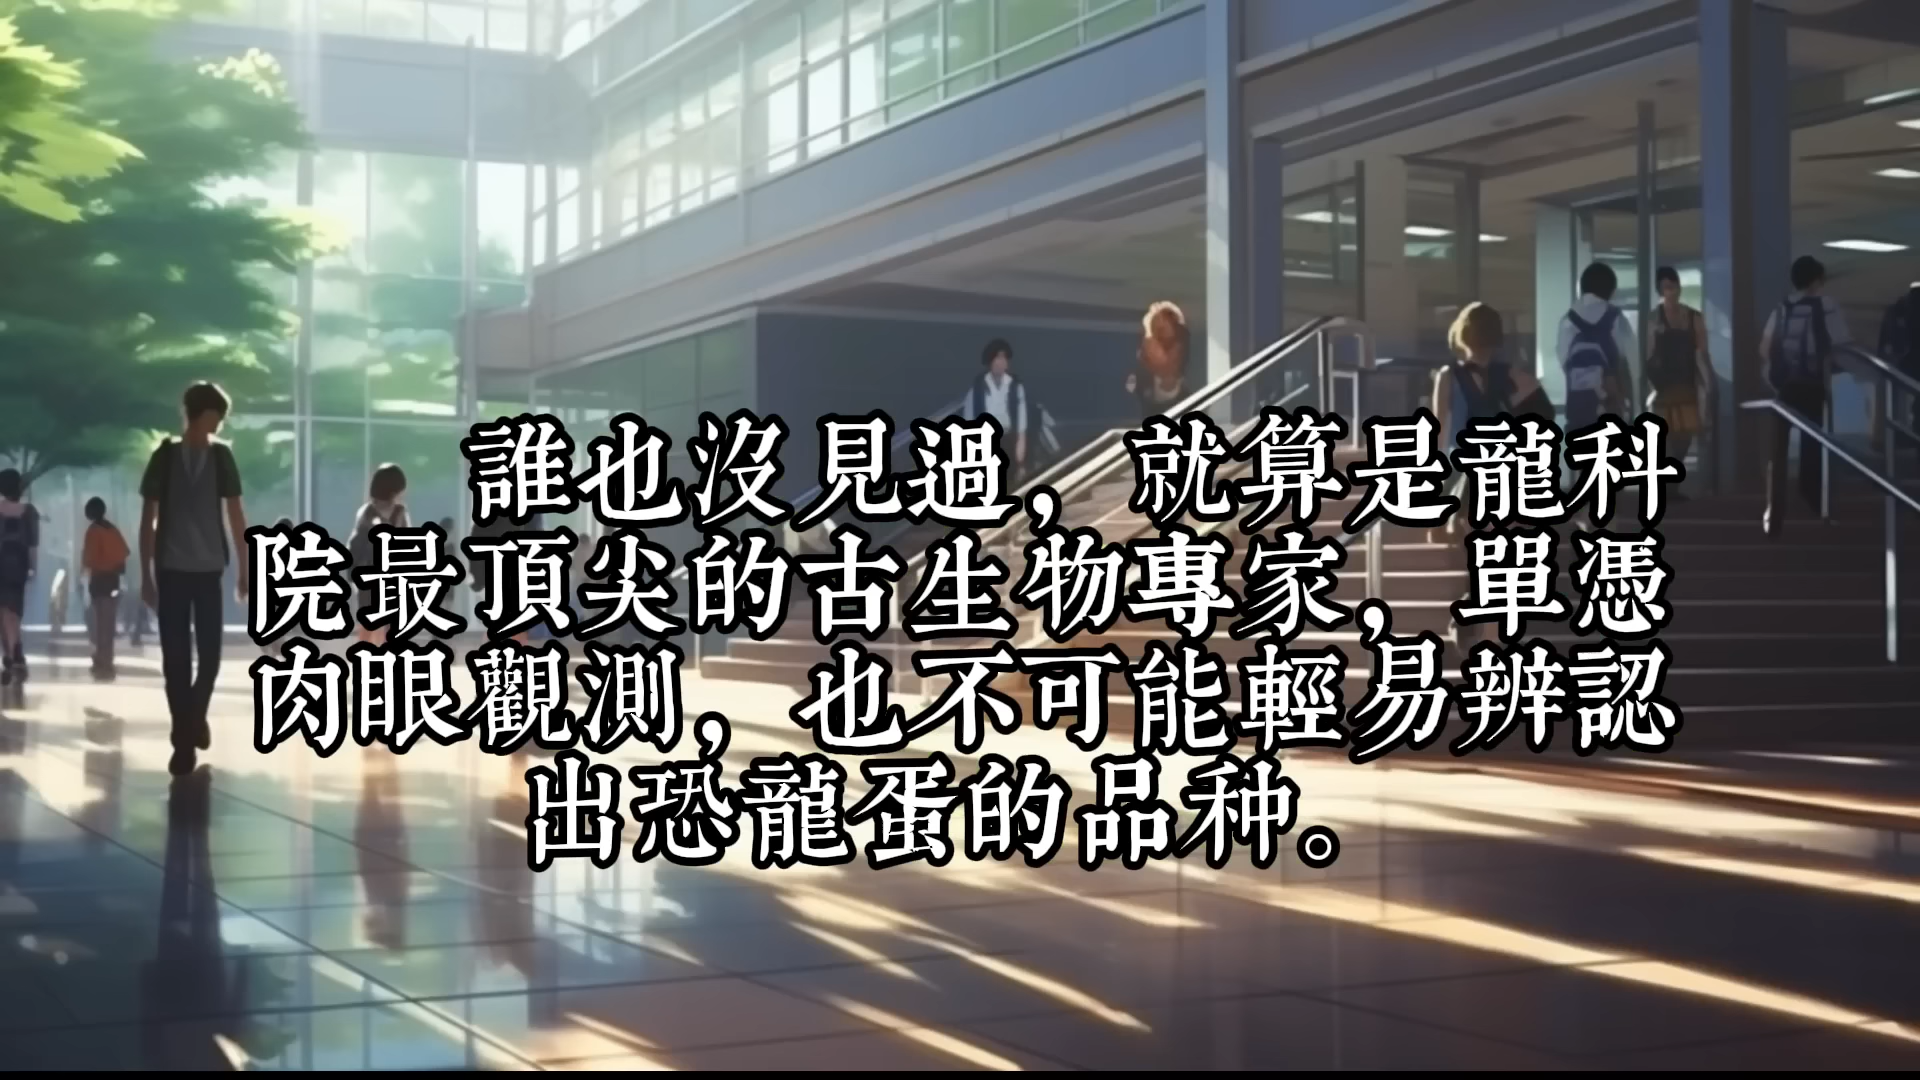 誰也沒見過，就算是龍科
院最頂尖的古生物專家，單憑
肉眼觀測，也不可能輕易辨認
出恐龍蛋的品种。